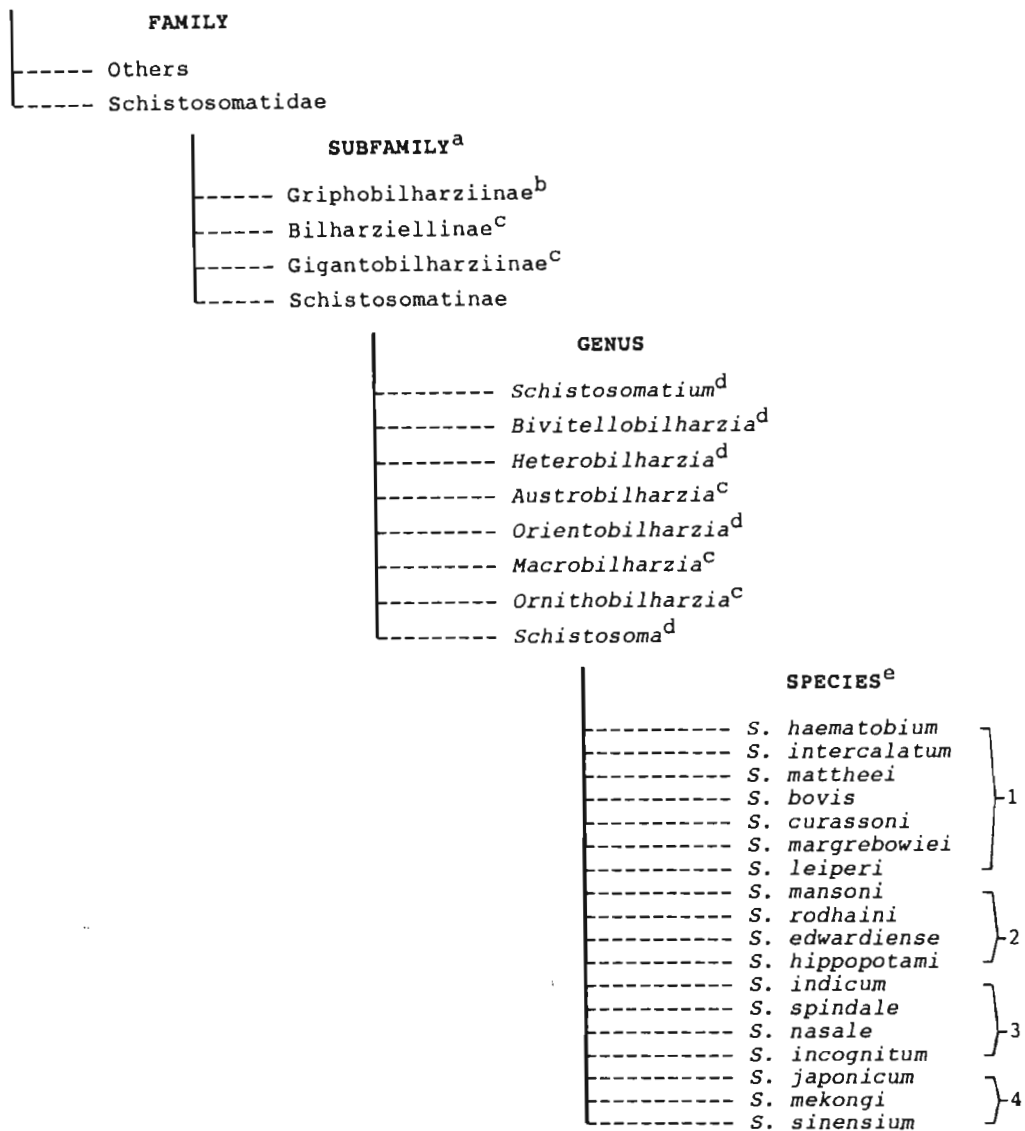 FAMILY
Others
Schistosomatidae
SUBFAMILYa
Griphobilharziinaeb
Bilharziellinaec
Gigantobilharziinaec
Schistosomatinae
GENUS
Schistosomatiumd
Bivitellobilharziad
Heterobilharziad
Austrobilharziac
Orientobilharziad
Macrobilharziac
Ornithobilharziac
Schistosomad
SPECIESe
S. haematobium
S. intercalatum
S. mattheei
S. bovis
1
S. curassoni
S. margrebowiei
S. leiperi
S. mansoni
S. rodhaini
2
S. edwardiense
S. hippopotami
S. indicum
S. spindale
3
S. nasale
S. incognitum
S. japonicum
S. mekongi
4
S. sinensium